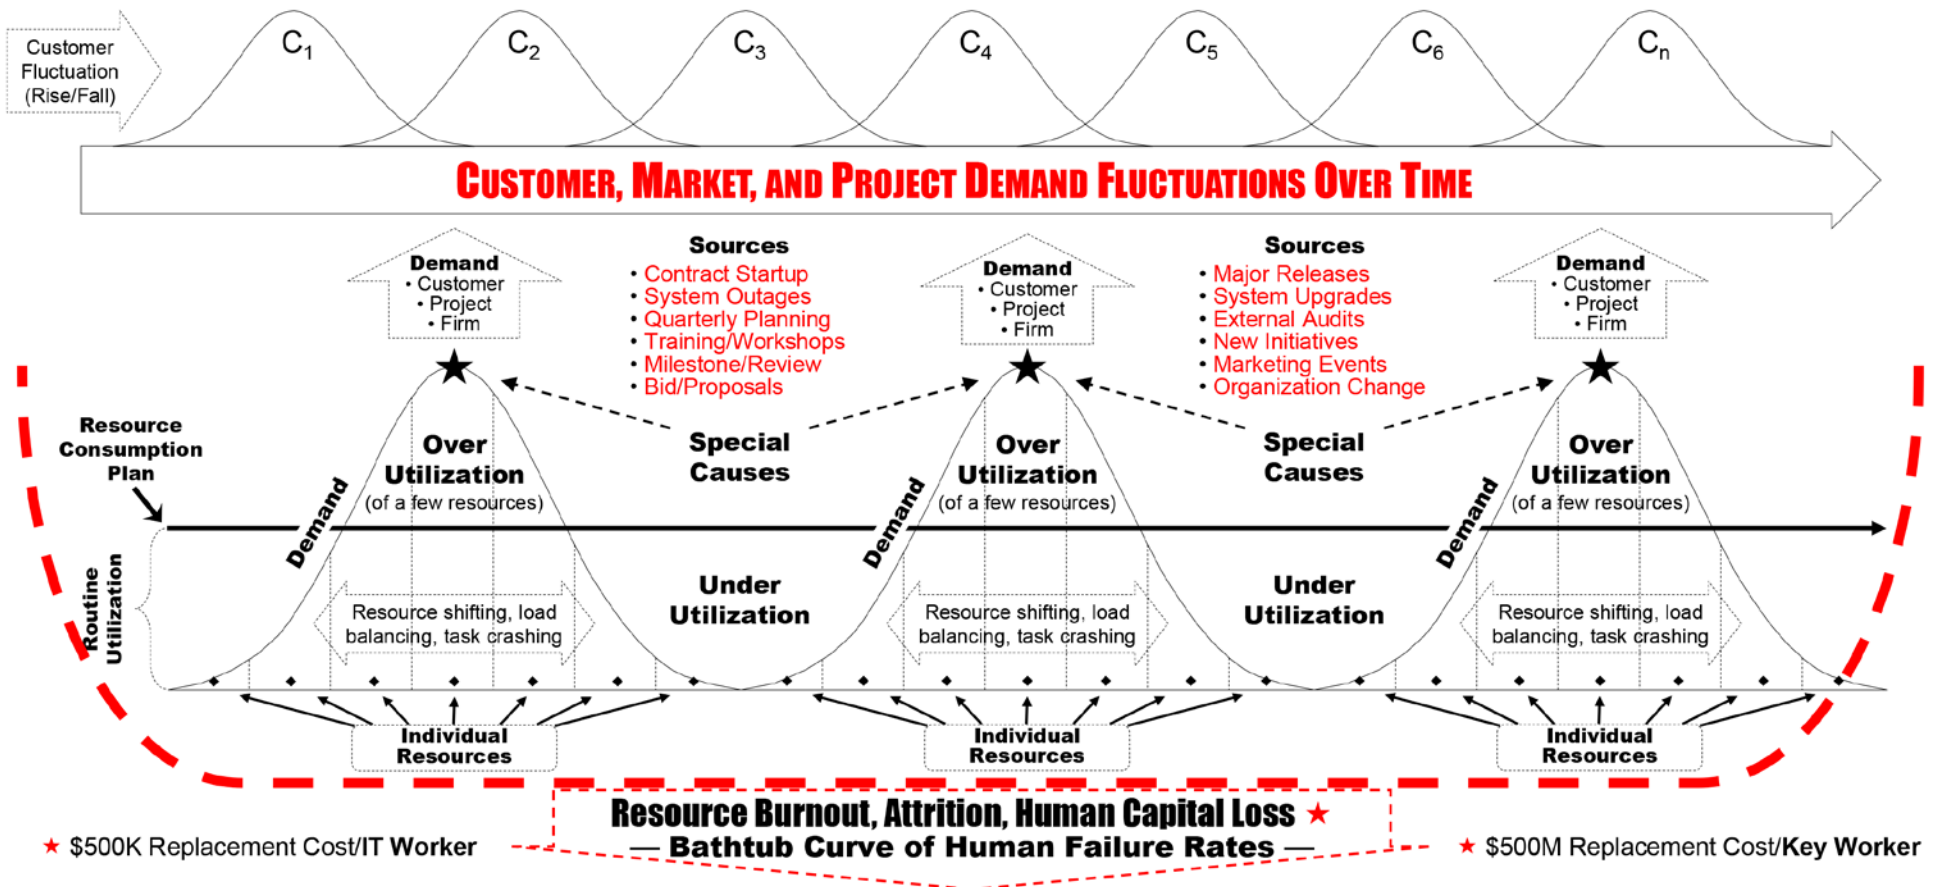 Customer
Fluctuation
(Rise/Fall)
C1
C2
C3
C4
C5
C6
Cn
CUSTOMER, MARKET, AND PROJECT DEMAND FLUCTUATIONS OVER TIME
Demand
• Customer
• Project
• Firm
Sources
• Contract Startup
• System Outages
• Quarterly Planning
• Training/Workshops
• Milestone/Review
• Bid/Proposals
Demand
• Customer
• Project
• Firm
Sources
• Major Releases
• System Upgrades
• External Audits
• New Initiatives
• Marketing Events
• Organization Change
Demand
• Customer
• Project
• Firm
Resource
Consumption
Plan
Routine
Utilization
Demand
Over
Utilization
(of a few resources)
Special
Causes
Demand
Over
Utilization
(of a few resources)
Special
Causes
Demand
Over
Utilization
(of a few resources)
Resource shifting, load
balancing, task crashing
Under
Utilization
Resource shifting, load
balancing, task crashing
Under
Utilization
Resource shifting, load
balancing, task crashing
Individual
Resources
Individual
Resources
Individual
Resources
Resource Burnout, Attrition, Human Capital Loss ★
— Bathtub Curve of Human Failure Rates —
★ $500K Replacement Cost/IT Worker
★ $500M Replacement Cost/Key Worker